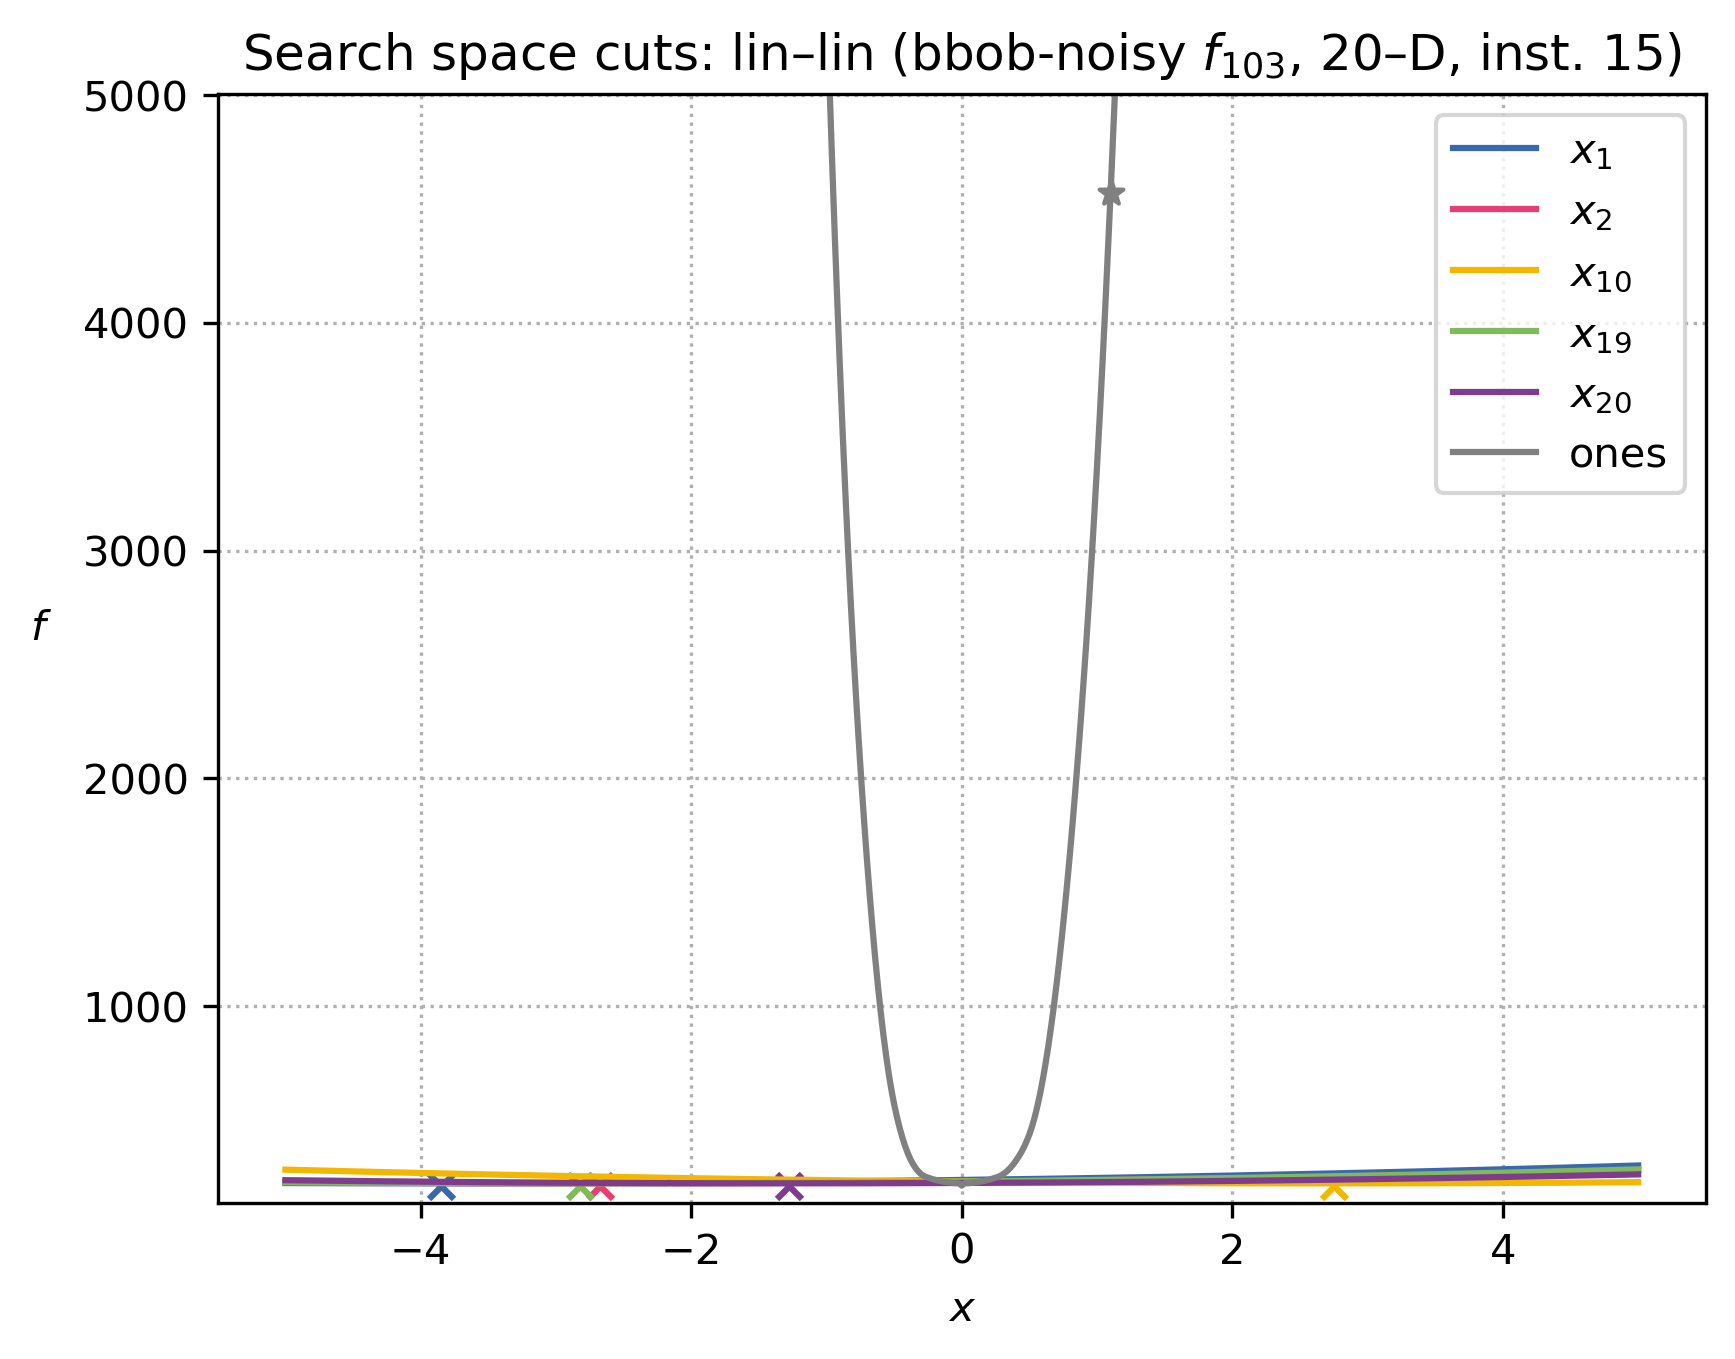 Search space cuts: lin–lin (bbob-noisy f₁₀₃, 20–D, inst. 15)
5000
4000
3000
2000
1000
f
−4 −2 0 2 4
x
x₁
x₂
x₁₀
x₁₉
x₂₀
ones